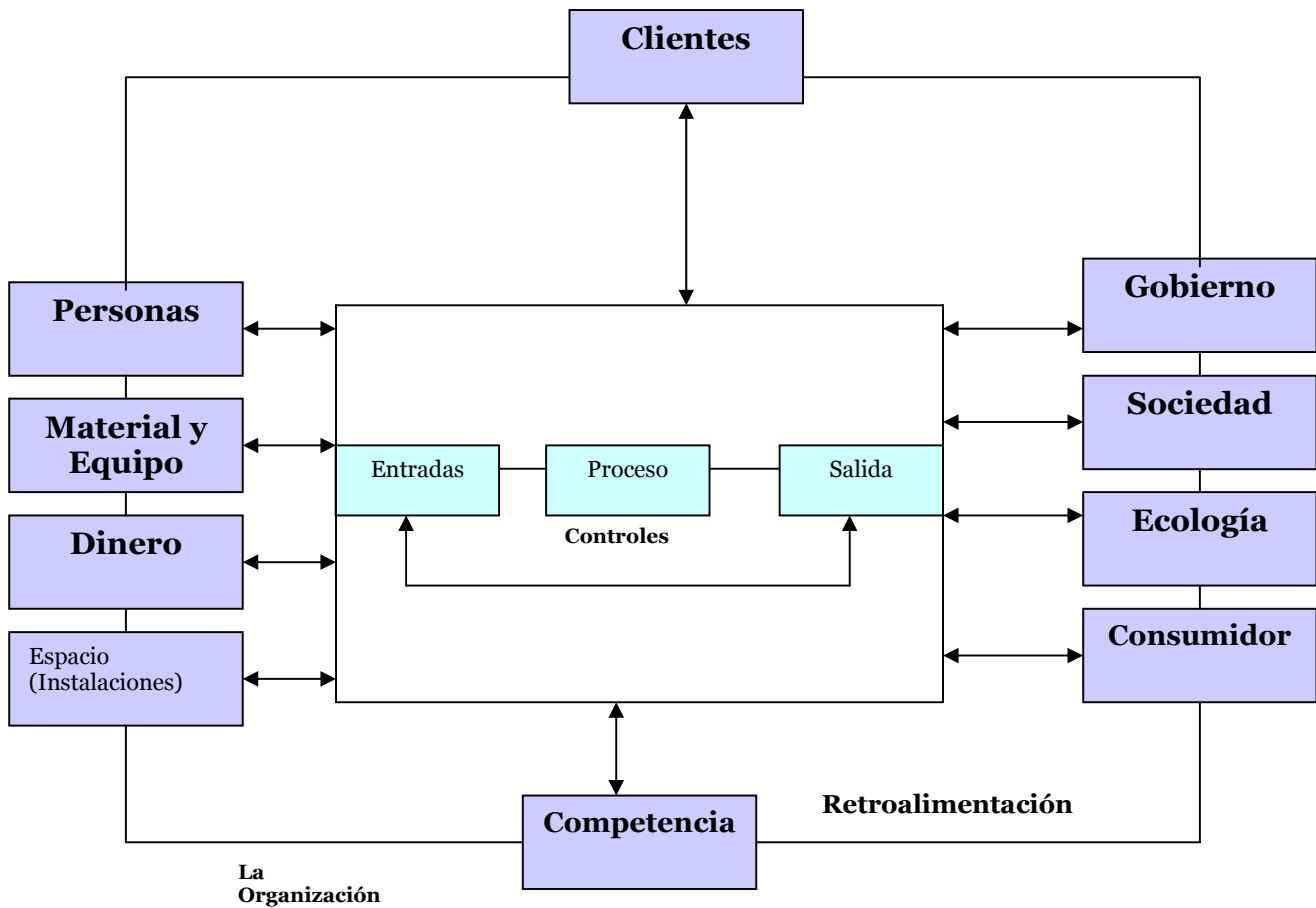 Clientes
Personas
Gobierno
Material y
Equipo
Sociedad
Entradas
Proceso
Salida
Controles
Dinero
Ecología
Espacio
(Instalaciones)
Consumidor
Competencia
Retroalimentación
La
Organización